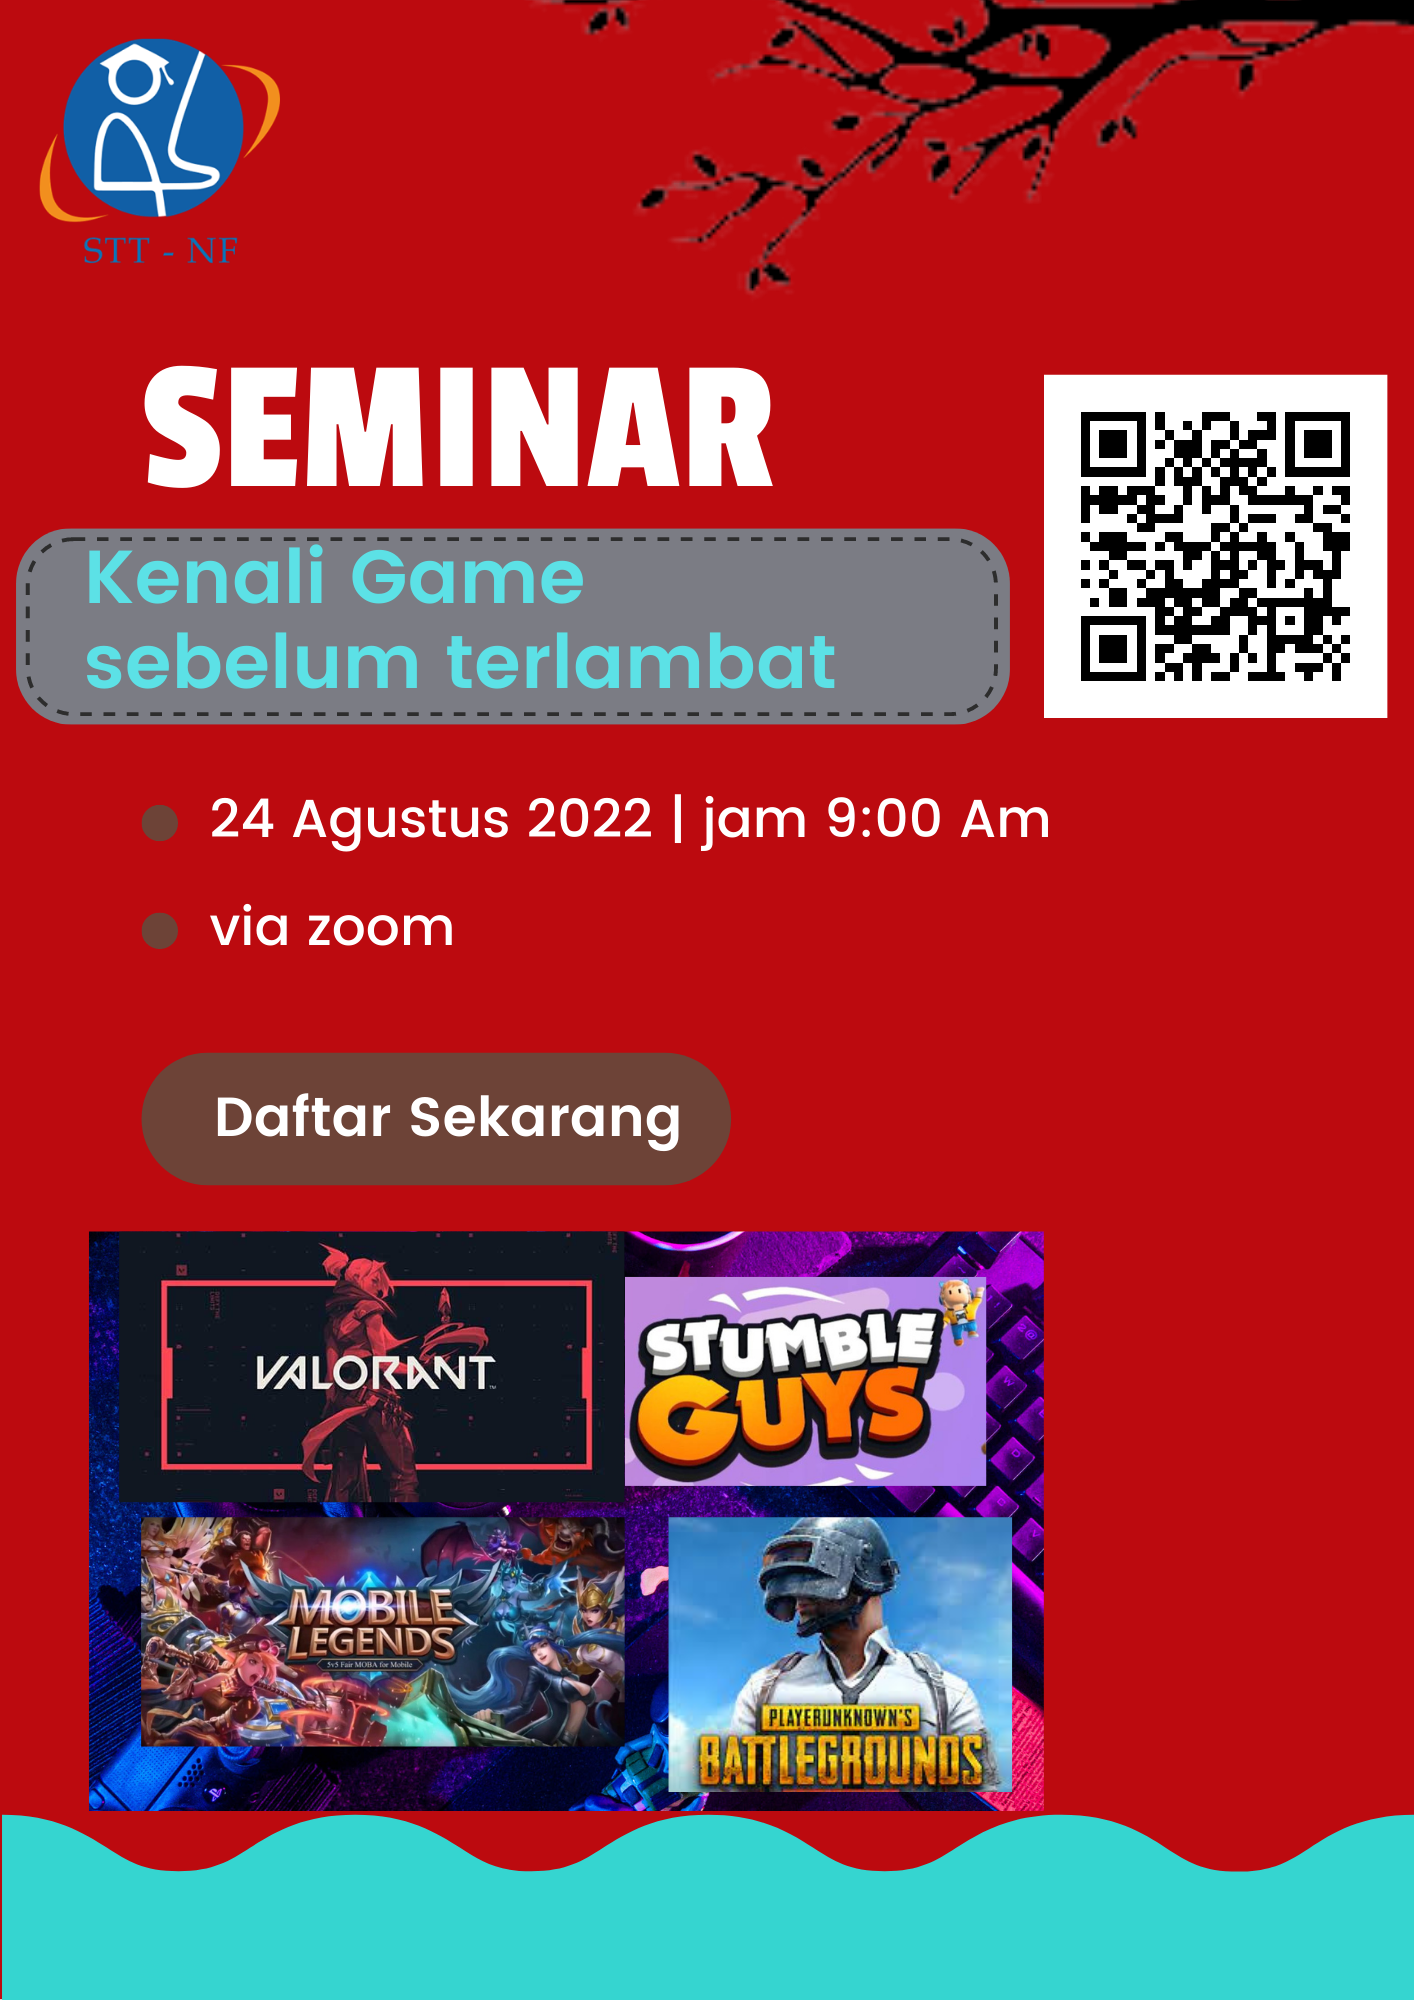 STT - NF
SEMINAR
Kenali Game
sebelum terlambat
24 Agustus 2022 | jam 9:00 Am
via zoom
Daftar Sekarang
VALORANT
STUMBLE
GUYS
MOBILE
LEGENDS
5v5 Fair MOBA for Mobile
PLAYERUNKNOWN'S
BATTLEGROUNDS